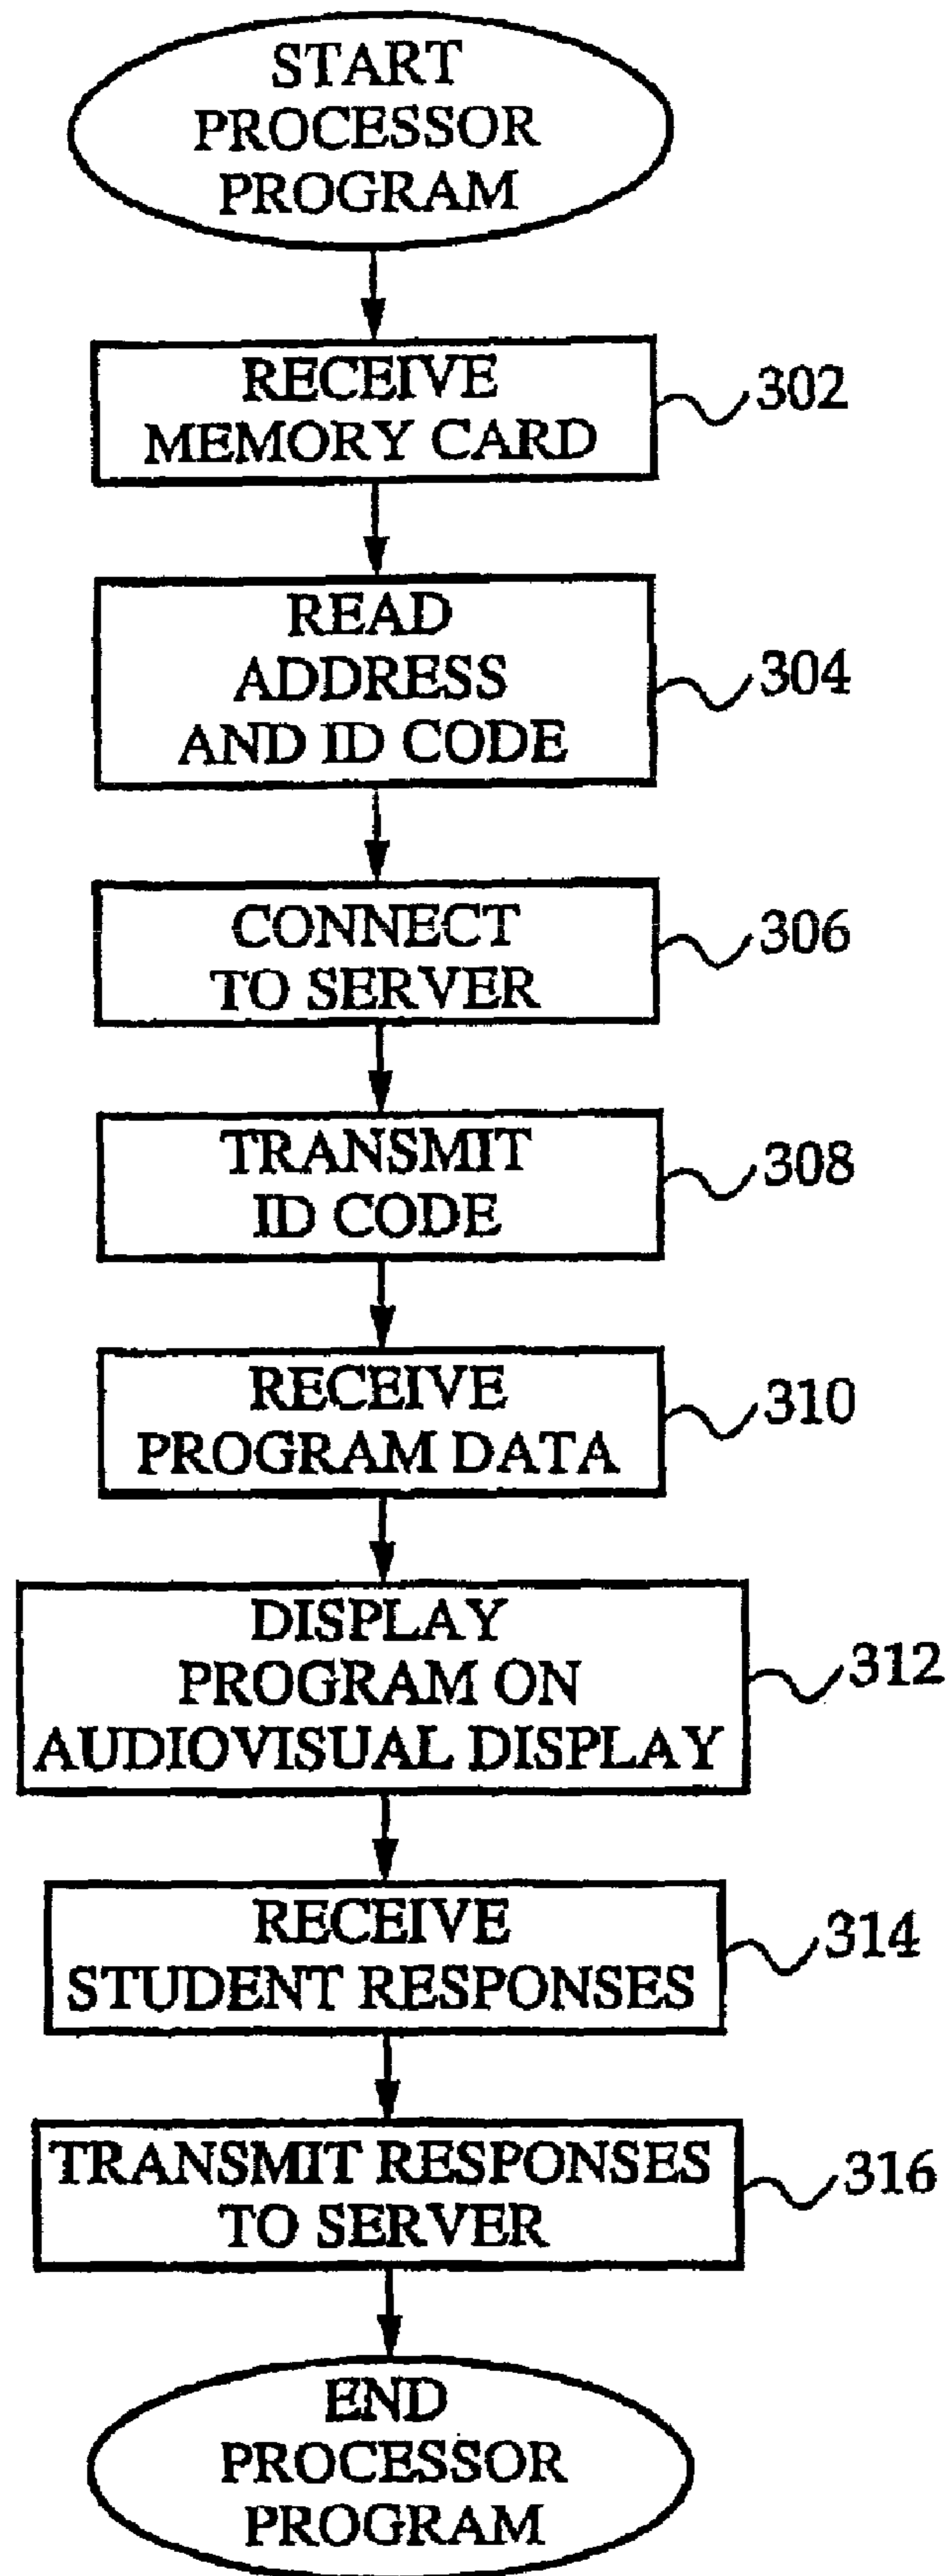 START
PROCESSOR
PROGRAM
RECEIVE
MEMORY CARD
302
READ
ADDRESS
AND ID CODE
304
CONNECT
TO SERVER
306
TRANSMIT
ID CODE
308
RECEIVE
PROGRAM DATA
310
DISPLAY
PROGRAM ON
AUDIOVISUAL DISPLAY
312
RECEIVE
STUDENT RESPONSES
314
TRANSMIT RESPONSES
TO SERVER
316
END
PROCESSOR
PROGRAM